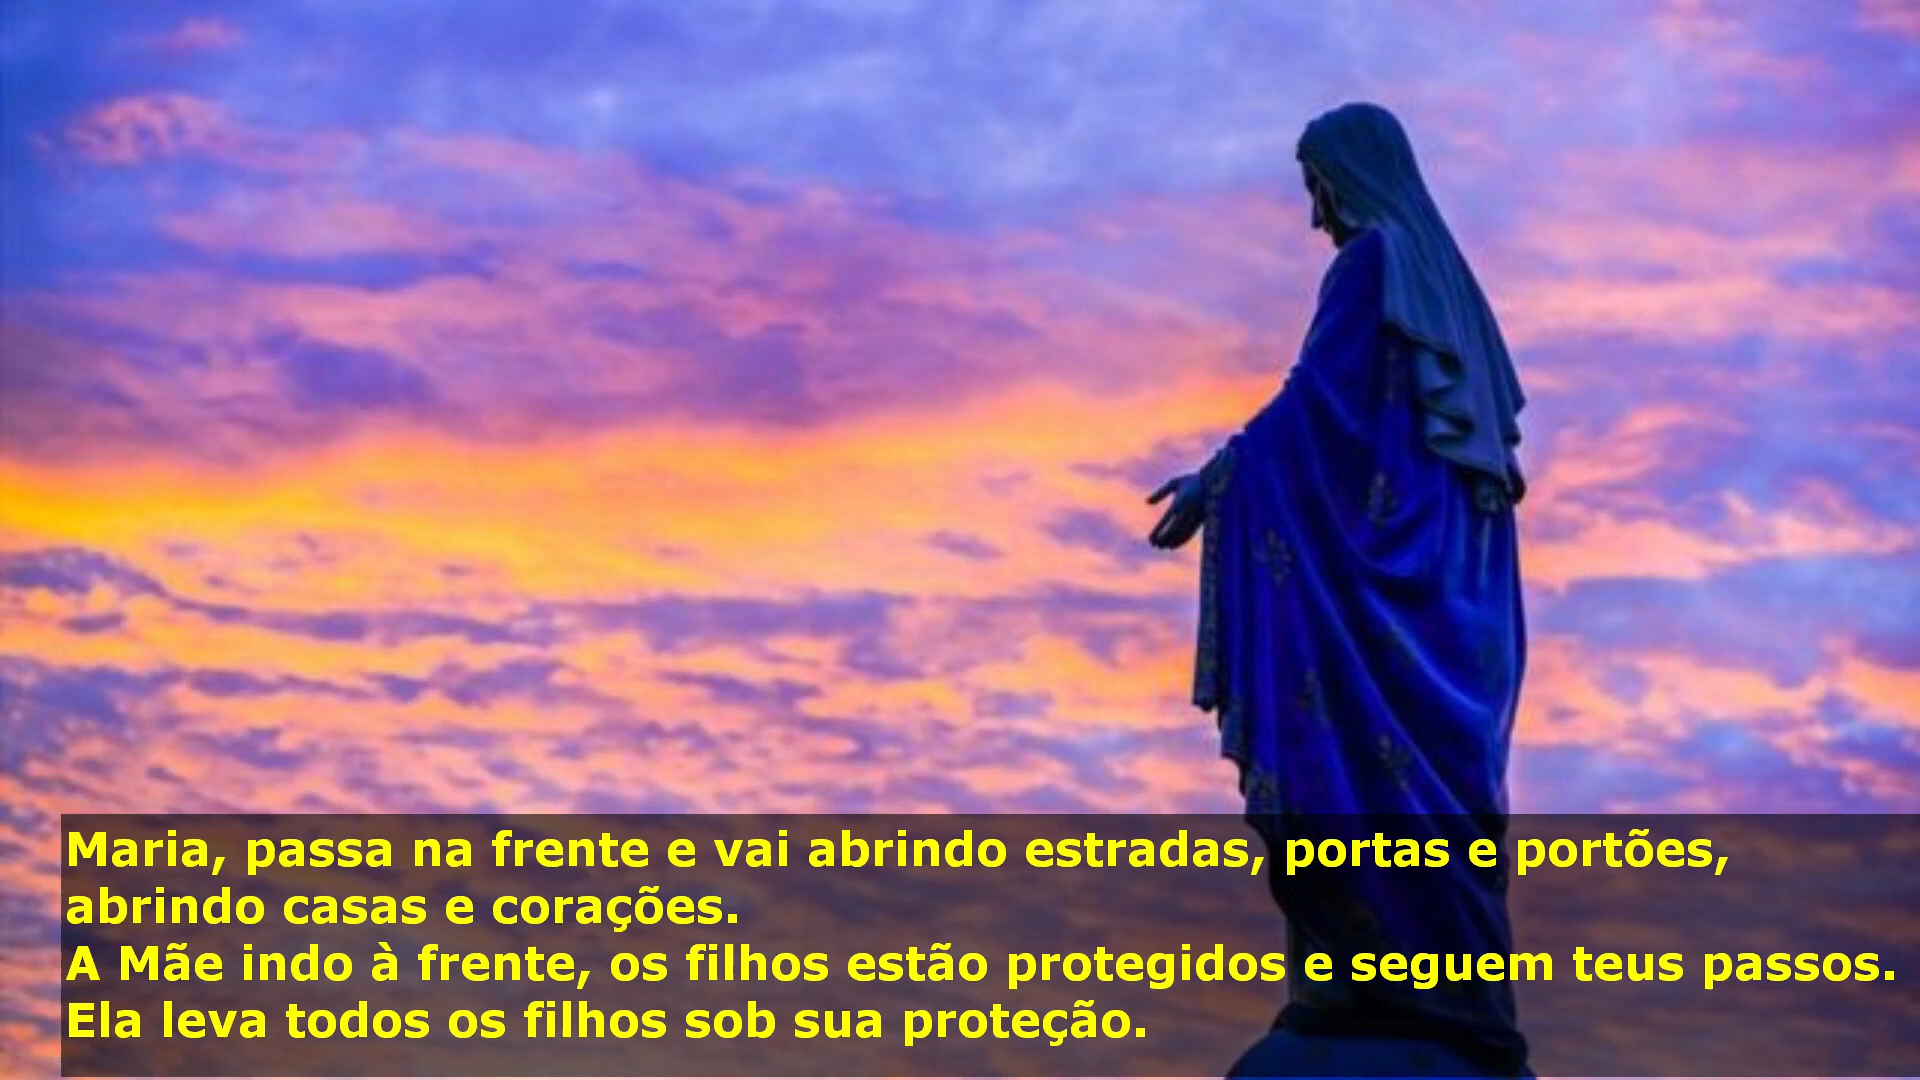 Maria, passa na frente e vai abrindo estradas, portas e portões,
abrindo casas e corações.
A Mãe indo à frente, os filhos estão protegidos e seguem teus passos.
Ela leva todos os filhos sob sua proteção.